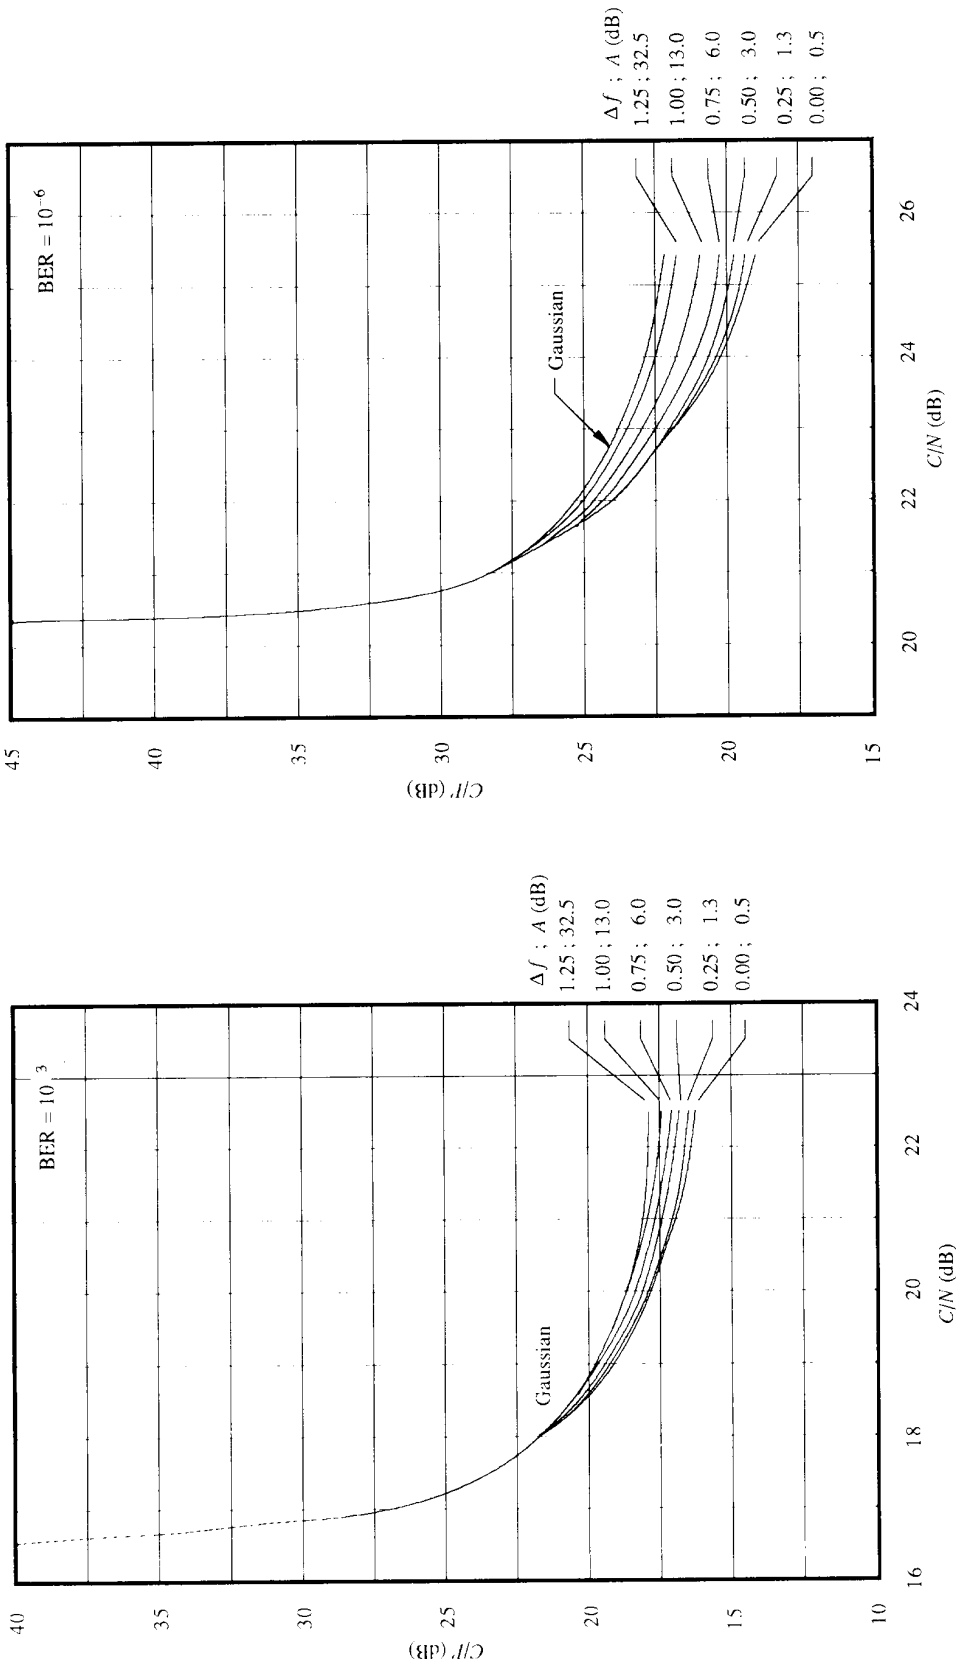 BER = 10 3
40
30
25
20
15
10
C/I' (dB)
16
18
20
22
24
C/N (dB)
Gaussian
Δf ; A (dB)
1.25 ; 32.5
1.00 ; 13.0
0.75 ; 6.0
0.50 ; 3.0
0.25 ; 1.3
0.00 ; 0.5
BER = 10⁻⁶
45
40
35
30
25
20
15
C/I' (dB)
20
22
24
26
C/N (dB)
Gaussian
Δf ; A (dB)
1.25 ; 32.5
1.00 ; 13.0
0.75 ; 6.0
0.50 ; 3.0
0.25 ; 1.3
0.00 ; 0.5